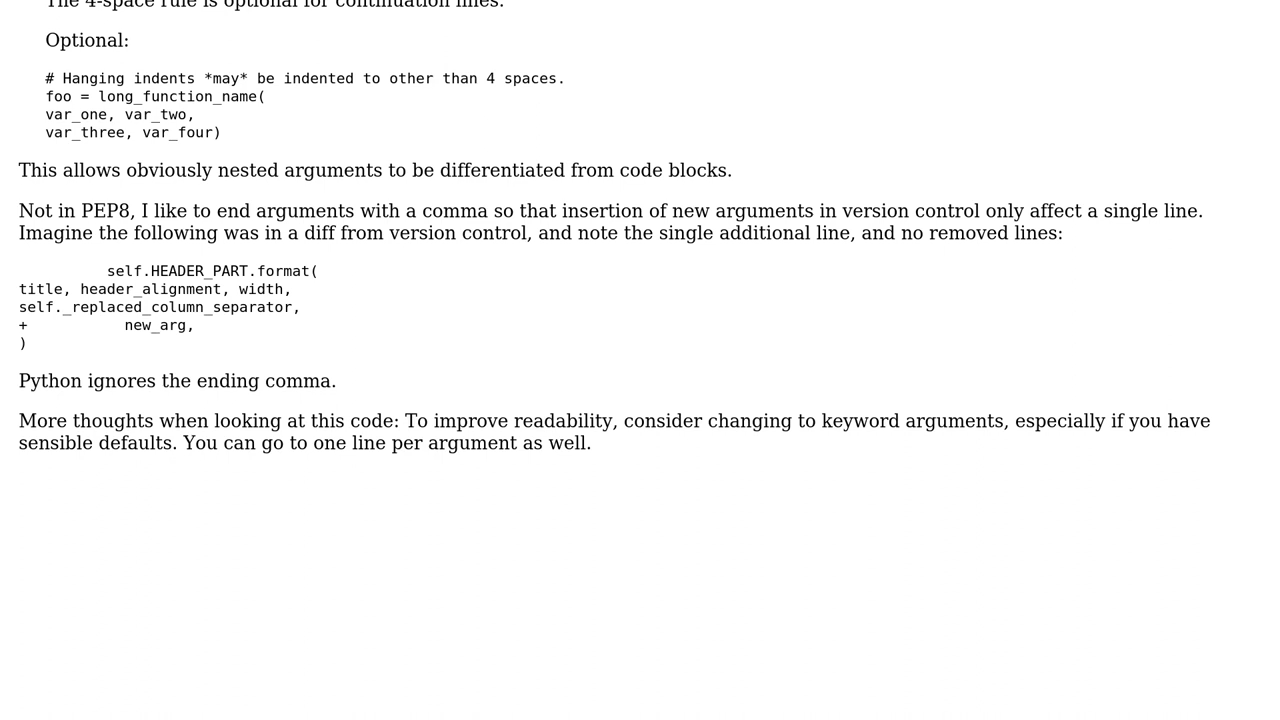 The 4-space rule is optional for continuation lines.
Optional:
# Hanging indents *may* be indented to other than 4 spaces.
foo = long_function_name(
var_one, var_two,
var_three, var_four)
This allows obviously nested arguments to be differentiated from code blocks.
Not in PEP8, I like to end arguments with a comma so that insertion of new arguments in version control only affect a single line.
Imagine the following was in a diff from version control, and note the single additional line, and no removed lines:
          self.HEADER_PART.format(
title, header_alignment, width,
self._replaced_column_separator,
+           new_arg,
)
Python ignores the ending comma.
More thoughts when looking at this code: To improve readability, consider changing to keyword arguments, especially if you have
sensible defaults. You can go to one line per argument as well.